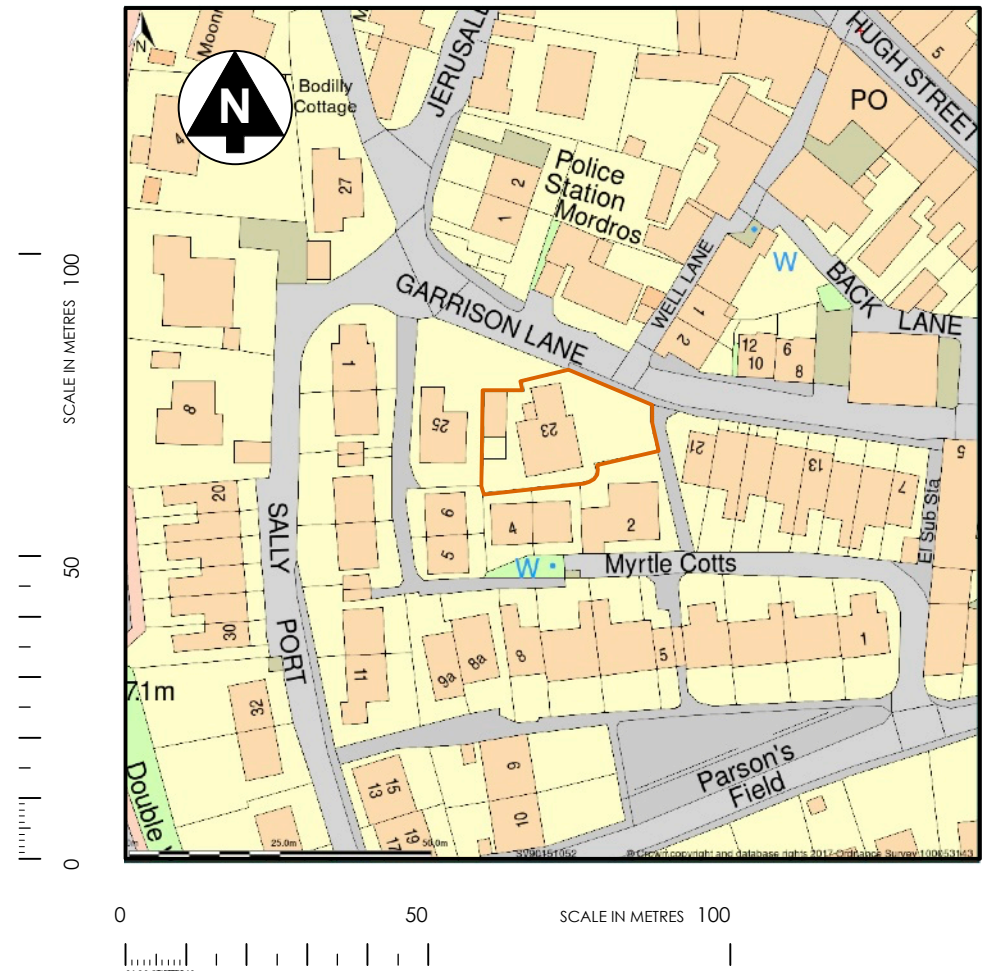 Moonr
JERUSAL
HUGH STREET
5
PO
N
N
Bodilly
Cottage
4
27
Police
Station
Mordros
2
1
W
WELL LANE
BACK
LANE
GARRISON LANE
1
2
12
10
6
8
1
8
25
23
21
13
7
5
El Sub Sta
20
30
SALLY
PORT
6
5
4
2
W
Myrtle Cotts
11
9a
8a
8
5
1
7.1m
32
Double
Parson's
Field
15
13
19
17
9
10
25.0m
50.0m
SV90151052
© Crown copyright and database rights 2017 Ordnance Survey 100053143
SCALE IN METRES
100
50
0
0
50
SCALE IN METRES
100